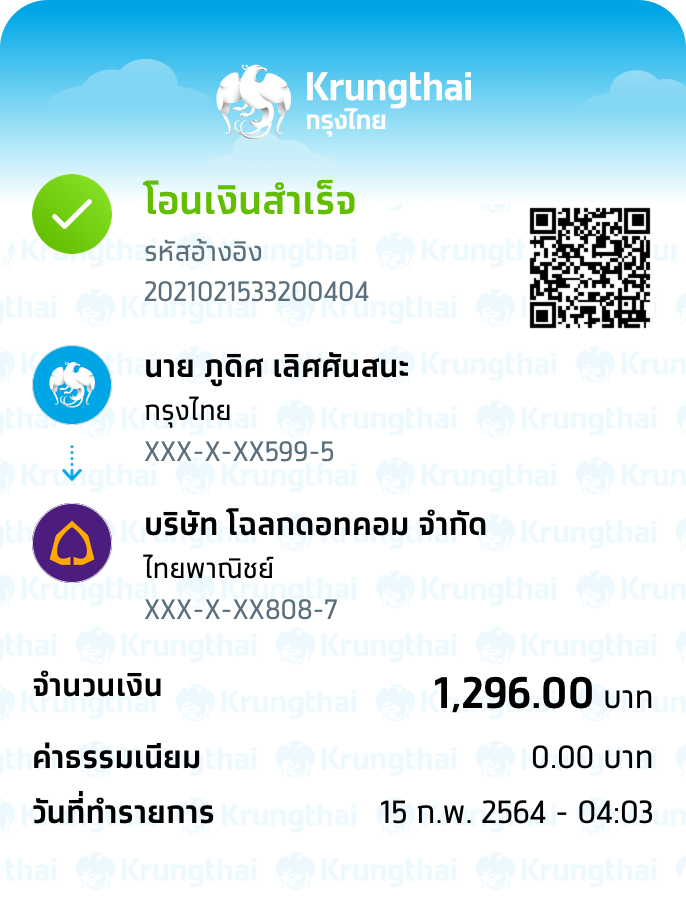 Krungthai
กรุงไทย
โอนเงินสำเร็จ
รหัสอ้างอิง
2021021533200404
นาย ภูดิศ เลิศศันสนะ
กรุงไทย
XXX-X-XX599-5
บริษัท โฉลกดอทคอม จำกัด
ไทยพาณิชย์
XXX-X-XX808-7
จำนวนเงิน 1,296.00 บาท
ค่าธรรมเนียม 0.00 บาท
วันที่ทำรายการ 15 ก.พ. 2564 - 04:03